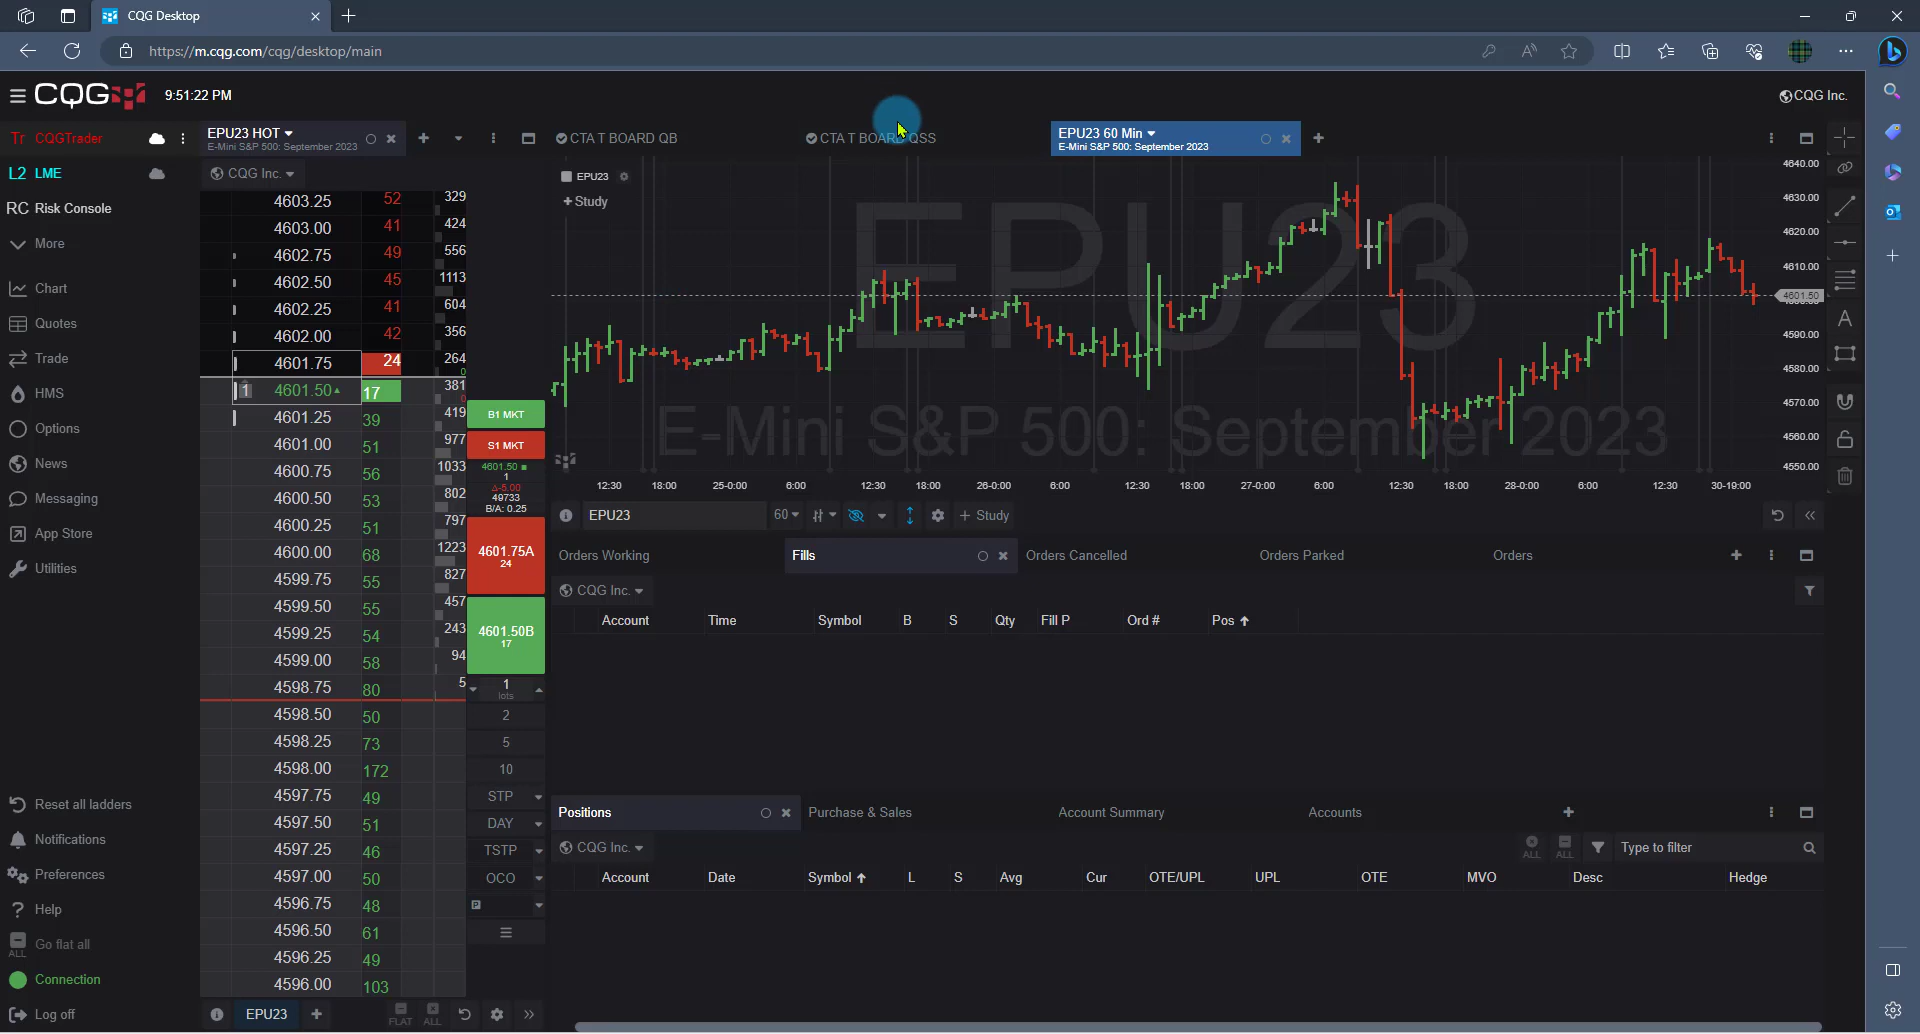 CQG Desktop
https://m.cqg.com/cqg/desktop/main
CQG
9:51:22 PM
CQG Inc.
Tr CQGTrader
L2 LME
RC Risk Console
More
Chart
Quotes
Trade
HMS
Options
News
Messaging
App Store
Utilities
Reset all ladders
Notifications
Preferences
Help
ALL Go flat all
Connection
Log off
EPU23 HOT
E-Mini S&P 500: September 2023
CQG Inc.
4603.25 52 329
4603.00 41 424
4602.75 49 556
4602.50 45 1113
4602.25 41 604
4602.00 42 356
4601.75 24 264
0
1 4601.50 17 381
0
4601.25 39 419
4601.00 51 977
4600.75 56 1033
4600.50 53 802
4600.25 51 797
4600.00 68 1223
4599.75 55 827
4599.50 55 457
4599.25 54 243
4599.00 58 94
4598.75 80 5
4598.50 50
4598.25 73
4598.00 172
4597.75 49
4597.50 51
4597.25 46
4597.00 50
4596.75 48
4596.50 61
4596.25 49
4596.00 103
B1 MKT
S1 MKT
4601.50
1
△-5.00
49733
B/A: 0.25
4601.75A
24
4601.50B
17
1
lots
2
5
10
STP
DAY
TSTP
OCO
P
EPU23
FLAT ALL
CTA T BOARD QB
CTA T BOARD QSS
EPU23 60 Min
E-Mini S&P 500: September 2023
EPU23
+ Study
EPU23
E-Mini S&P 500: September 2023
4640.00
4630.00
4620.00
4610.00
4601.50
4590.00
4580.00
4570.00
4560.00
4550.00
12:30 18:00 25-0:00 6:00 12:30 18:00 26-0:00 6:00 12:30 18:00 27-0:00 6:00 12:30 18:00 28-0:00 6:00 12:30 30-19:00
A
EPU23 60 + Study
Orders Working Fills Orders Cancelled Orders Parked Orders
CQG Inc.
Account Time Symbol B S Qty Fill P Ord # Pos
Positions Purchase & Sales Account Summary Accounts
CQG Inc. ALL ALL Type to filter
Account Date Symbol L S Avg Cur OTE/UPL UPL OTE MVO Desc Hedge